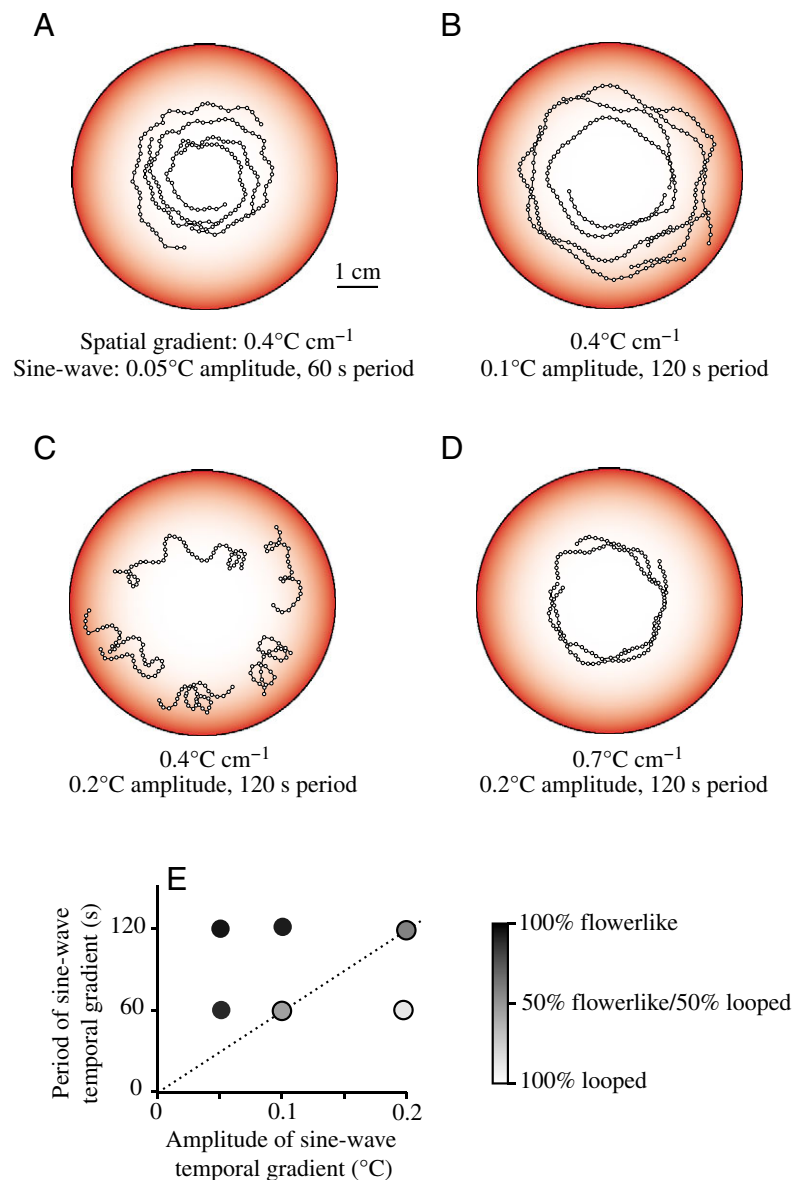 A
B
1 cm
Spatial gradient: 0.4°C cm⁻¹
Sine-wave: 0.05°C amplitude, 60 s period
0.4°C cm⁻¹
0.1°C amplitude, 120 s period
C
D
0.4°C cm⁻¹
0.2°C amplitude, 120 s period
0.7°C cm⁻¹
0.2°C amplitude, 120 s period
E
Period of sine-wave
temporal gradient (s)
120
60
0
0
0.1
0.2
Amplitude of sine-wave
temporal gradient (°C)
100% flowerlike
50% flowerlike/50% looped
100% looped